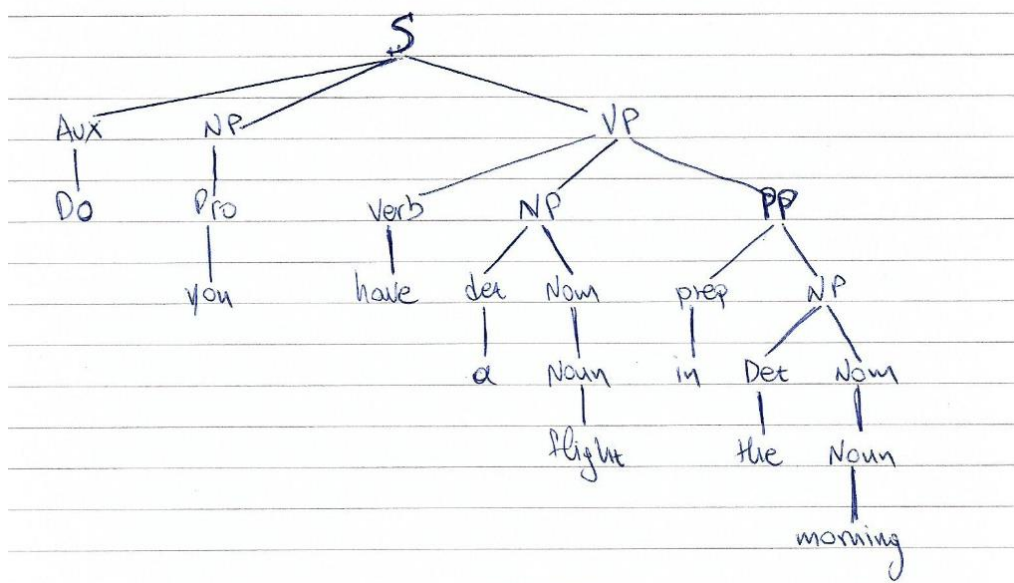 S
Aux NP VP
Do Pro Verb NP PP
you have det Nom prep NP
a Noun in Det Nom
flight the Noun
morning